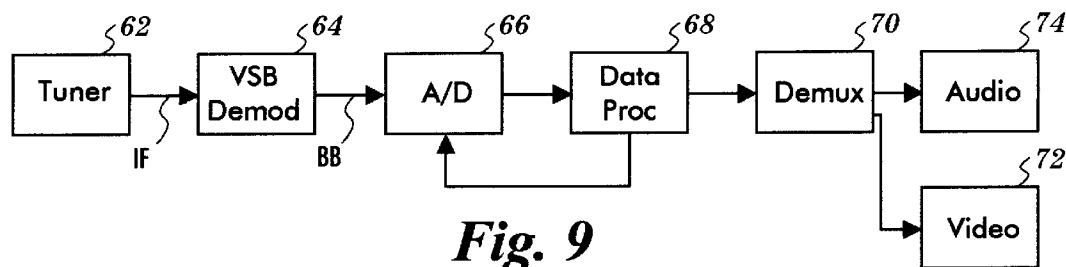 62
64
66
68
70
74
Tuner
VSB
Demod
A/D
Data
Proc
Demux
Audio
IF
BB
72
Video
Fig. 9